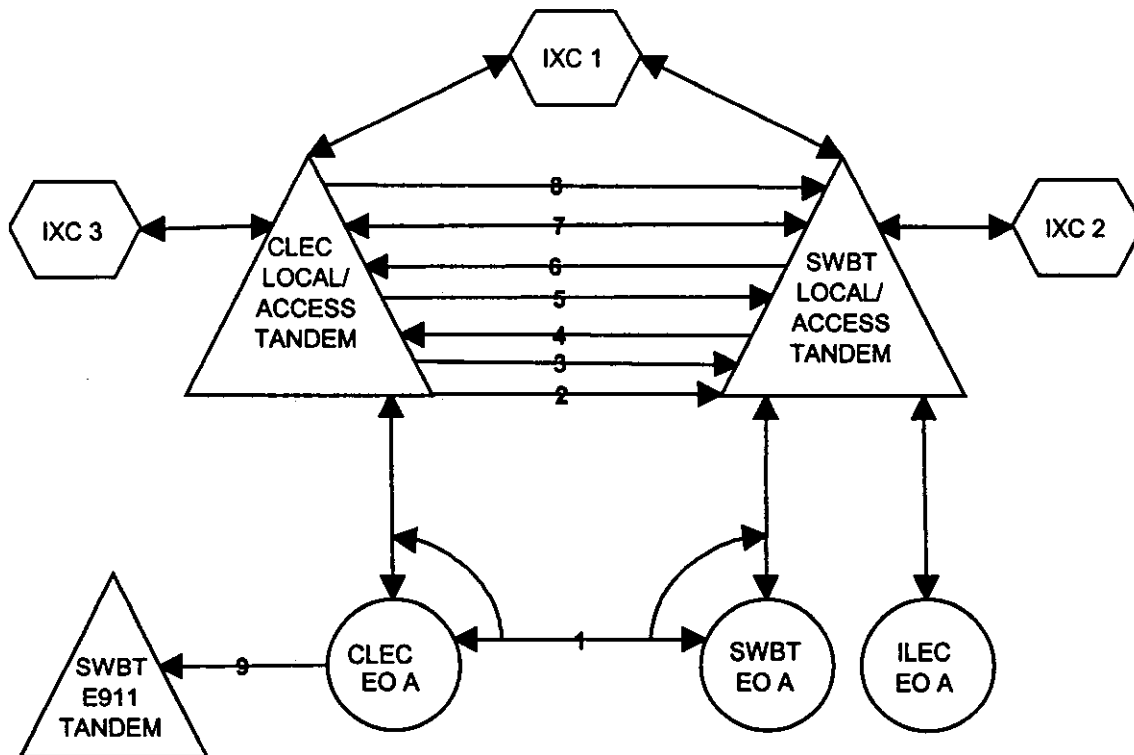 IXC 1
8
IXC 3
7
IXC 2
CLEC
LOCAL/
ACCESS
TANDEM
6
SWBT
LOCAL/
ACCESS
TANDEM
5
4
3
2
SWBT
E911
TANDEM
9
CLEC
EO A
1
SWBT
EO A
ILEC
EO A